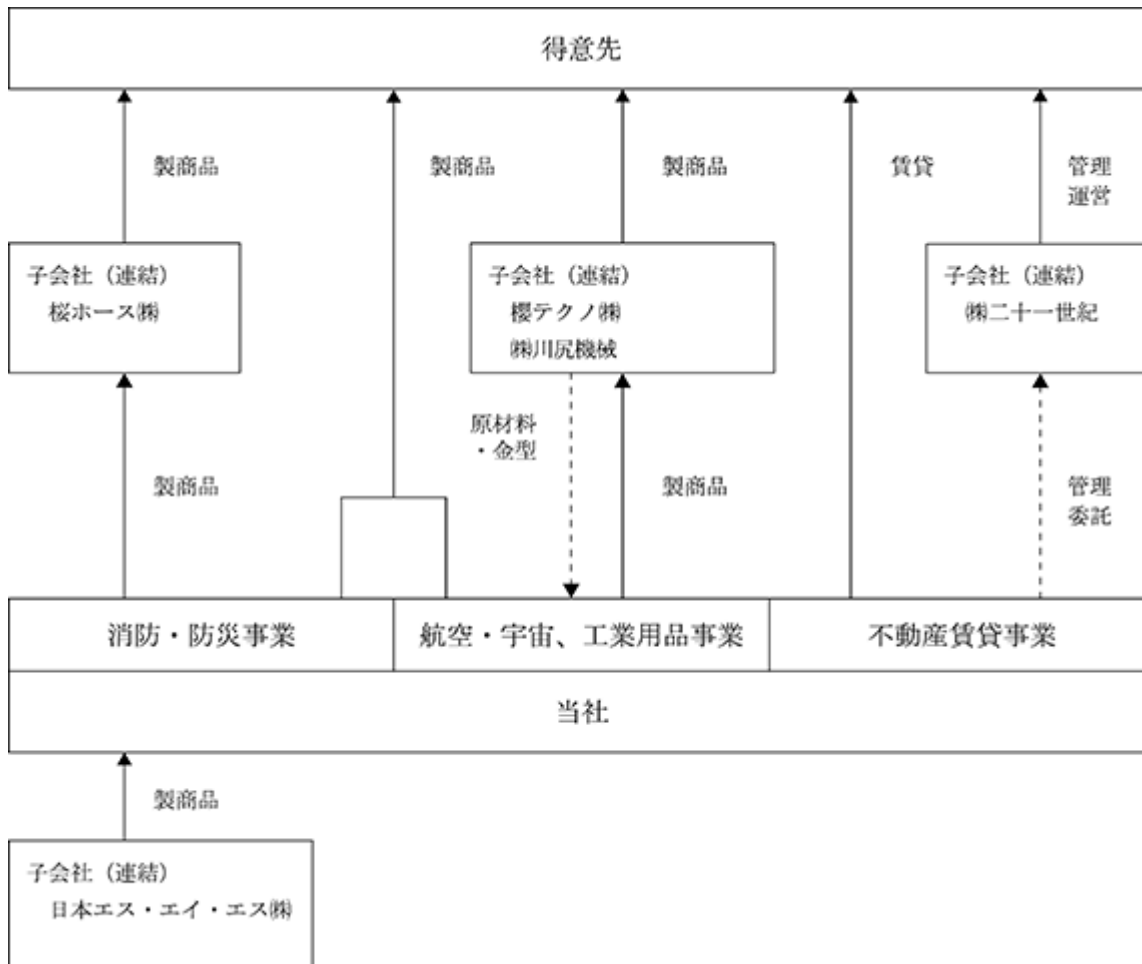 得意先
製商品
製商品
製商品
賃貸
管理
運営
子会社（連結）
桜ホース㈱
子会社（連結）
櫻テクノ㈱
㈱川尻機械
子会社（連結）
㈱二十一世紀
原材料
・金型
製商品
製商品
管理
委託
消防・防災事業
航空・宇宙、工業用品事業
不動産賃貸事業
当社
製商品
子会社（連結）
日本エス・エイ・エス㈱